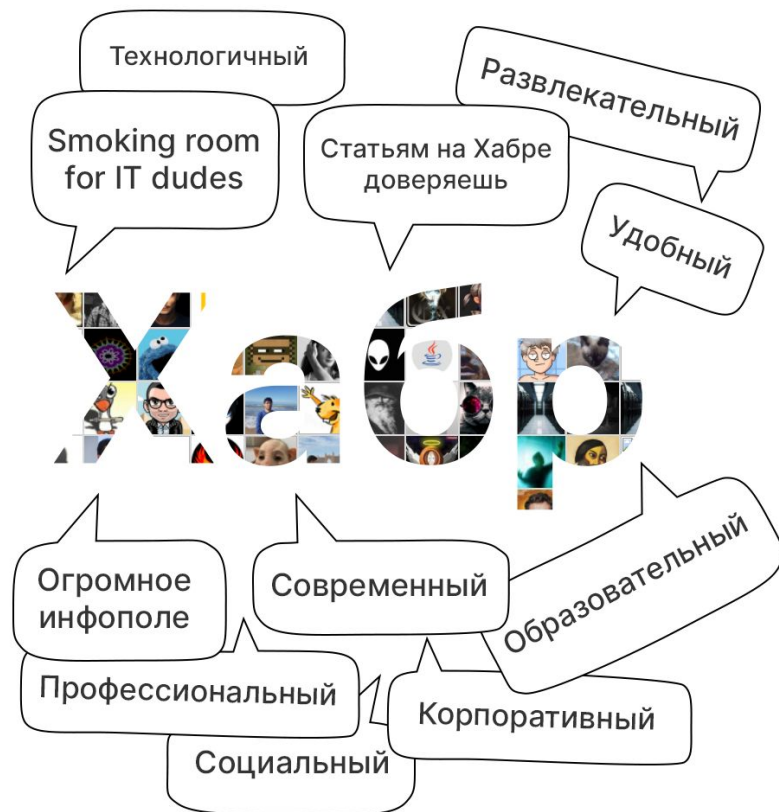 Технологичный
Развлекательный
Smoking room
for IT dudes
Статьям на Хабре
доверяешь
Удобный
Хабр
Огромное
инфополе
Современный
Образовательный
Профессиональный
Корпоративный
Социальный